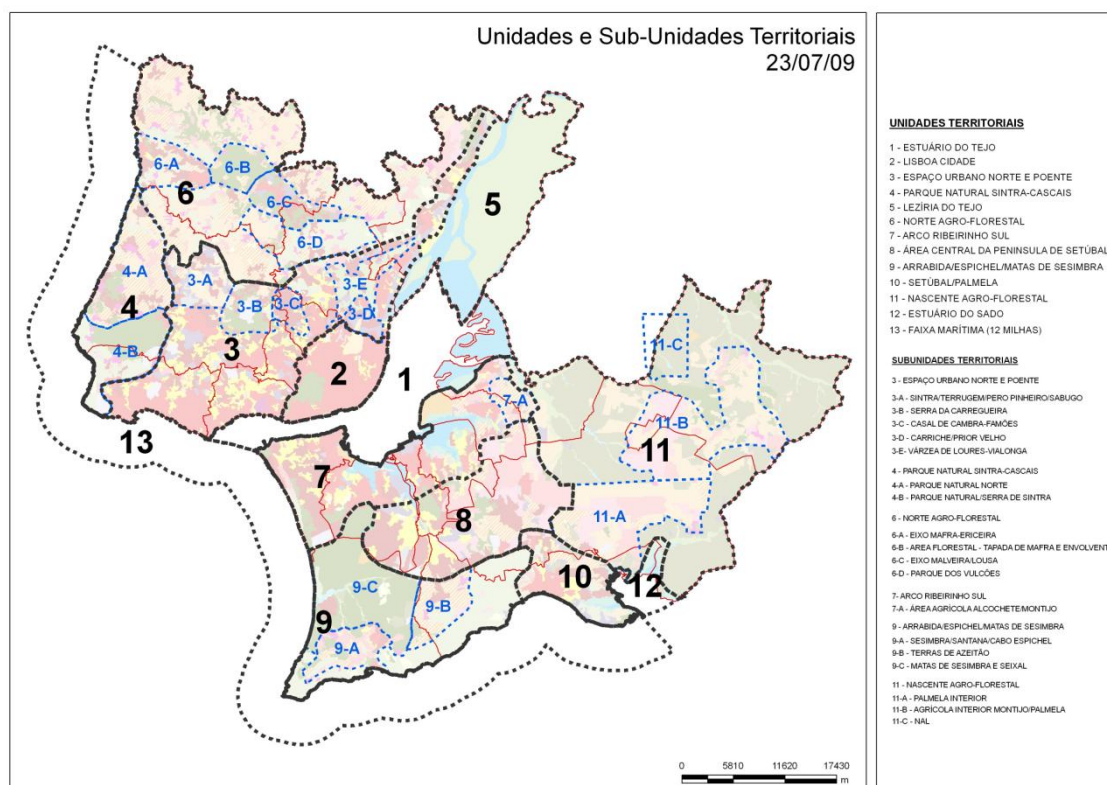 Unidades e Sub-Unidades Territoriais
23/07/09
6-A
6-B
6
6-C
5
6-D
4-A
3-A
3-E
4
3-B
3-C
3-D
4-B
3
2
1
11-C
7-A
13
11-B
11
7
8
11-A
10
12
9-C
9-B
9
9-A
0 5810 11620 17430
m
UNIDADES TERRITORIAIS
1 - ESTUÁRIO DO TEJO
2 - LISBOA CIDADE
3 - ESPAÇO URBANO NORTE E POENTE
4 - PARQUE NATURAL SINTRA-CASCAIS
5 - LEZÍRIA DO TEJO
6 - NORTE AGRO-FLORESTAL
7 - ARCO RIBEIRINHO SUL
8 - ÁREA CENTRAL DA PENINSULA DE SETÚBAL
9 - ARRABIDA/ESPICHEL/MATAS DE SESIMBRA
10 - SETÚBAL/PALMELA
11 - NASCENTE AGRO-FLORESTAL
12 - ESTUÁRIO DO SADO
13 - FAIXA MARÍTIMA (12 MILHAS)
SUBUNIDADES TERRITORIAIS
3 - ESPAÇO URBANO NORTE E POENTE
3-A - SINTRA/TERRUGEM/PERO PINHEIRO/SABUGO
3-B - SERRA DA CARREGUEIRA
3-C - CASAL DE CAMBRA-FAMÕES
3-D - CARRICHE/PRIOR VELHO
3-E- VÁRZEA DE LOURES-VIALONGA
4 - PARQUE NATURAL SINTRA-CASCAIS
4-A - PARQUE NATURAL NORTE
4-B - PARQUE NATURAL/SERRA DE SINTRA
6 - NORTE AGRO-FLORESTAL
6-A - EIXO MAFRA-ERICEIRA
6-B - AREA FLORESTAL - TAPADA DE MAFRA E ENVOLVENT
6-C - EIXO MALVEIRA/LOUSA
6-D - PARQUE DOS VULCÕES
7- ARCO RIBEIRINHO SUL
7-A - ÁREA AGRÍCOLA ALCOCHETE/MONTIJO
9 - ARRABIDA/ESPICHEL/MATAS DE SESIMBRA
9-A - SESIMBRA/SANTANA/CABO ESPICHEL
9-B - TERRAS DE AZEITÃO
9-C - MATAS DE SESIMBRA E SEIXAL
11 - NASCENTE AGRO-FLORESTAL
11-A - PALMELA INTERIOR
11-B - AGRÍCOLA INTERIOR MONTIJO/PALMELA
11-C - NAL